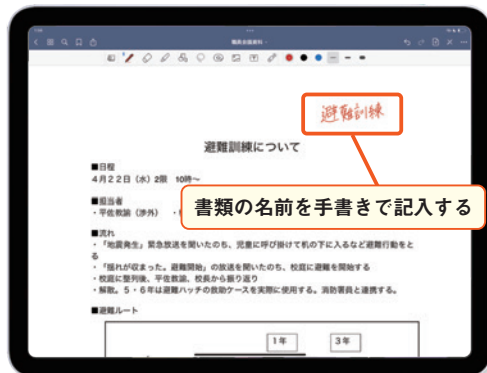 職員会議資料
避難訓練
避難訓練について
■日程
4月22日（水）2限 10時〜
■担当者
・平佐教諭（渉外） ・
書類の名前を手書きで記入する
■流れ
・「地震発生」緊急放送を聞いたのち、児童に呼び掛けて机の下に入るなど避難行動をと
る
・「揺れが収まった。避難開始」の放送を聞いたのち、校庭に避難を開始する
・校庭に整列後、平佐教諭、校長から振り返り
・解散。5・6年は避難ハッチの救助ケースを実際に使用する。消防署員と連携する。
■避難ルート
1年 3年